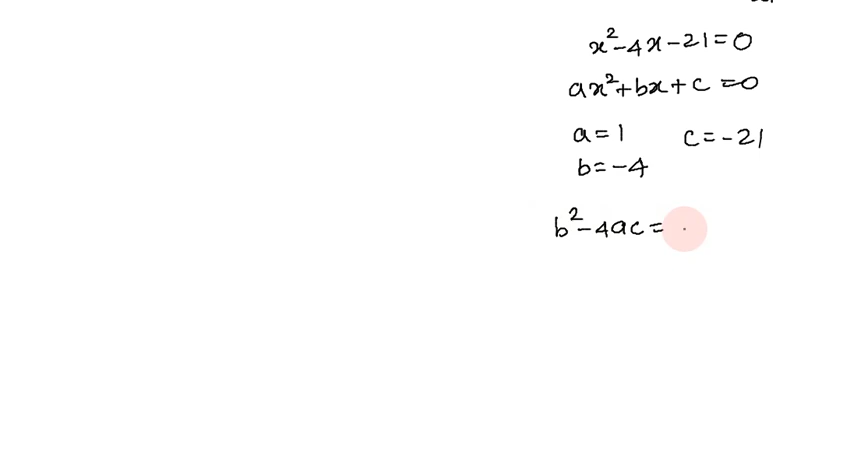 x²-4x-21=0
ax²+bx+c=0
a=1 c=-21
b=-4
b²-4ac=